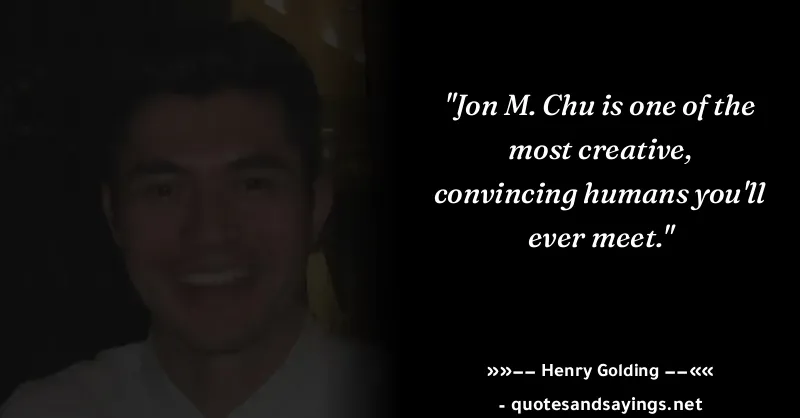 "Jon M. Chu is one of the
most creative,
convincing humans you'll
ever meet."
»»–– Henry Golding ––««
- quotesandsayings.net